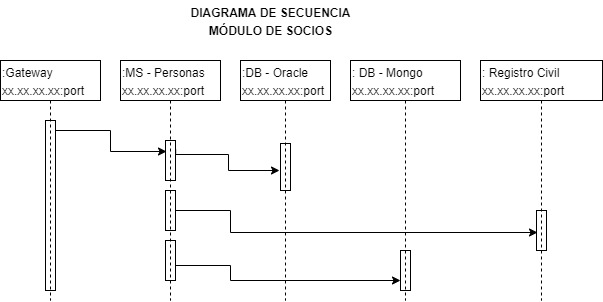 DIAGRAMA DE SECUENCIA
MÓDULO DE SOCIOS
:Gateway
xx.xx.xx.xx:port
:MS - Personas
xx.xx.xx.xx:port
:DB - Oracle
xx.xx.xx.xx:port
: DB - Mongo
xx.xx.xx.xx:port
: Registro Civil
xx.xx.xx.xx:port